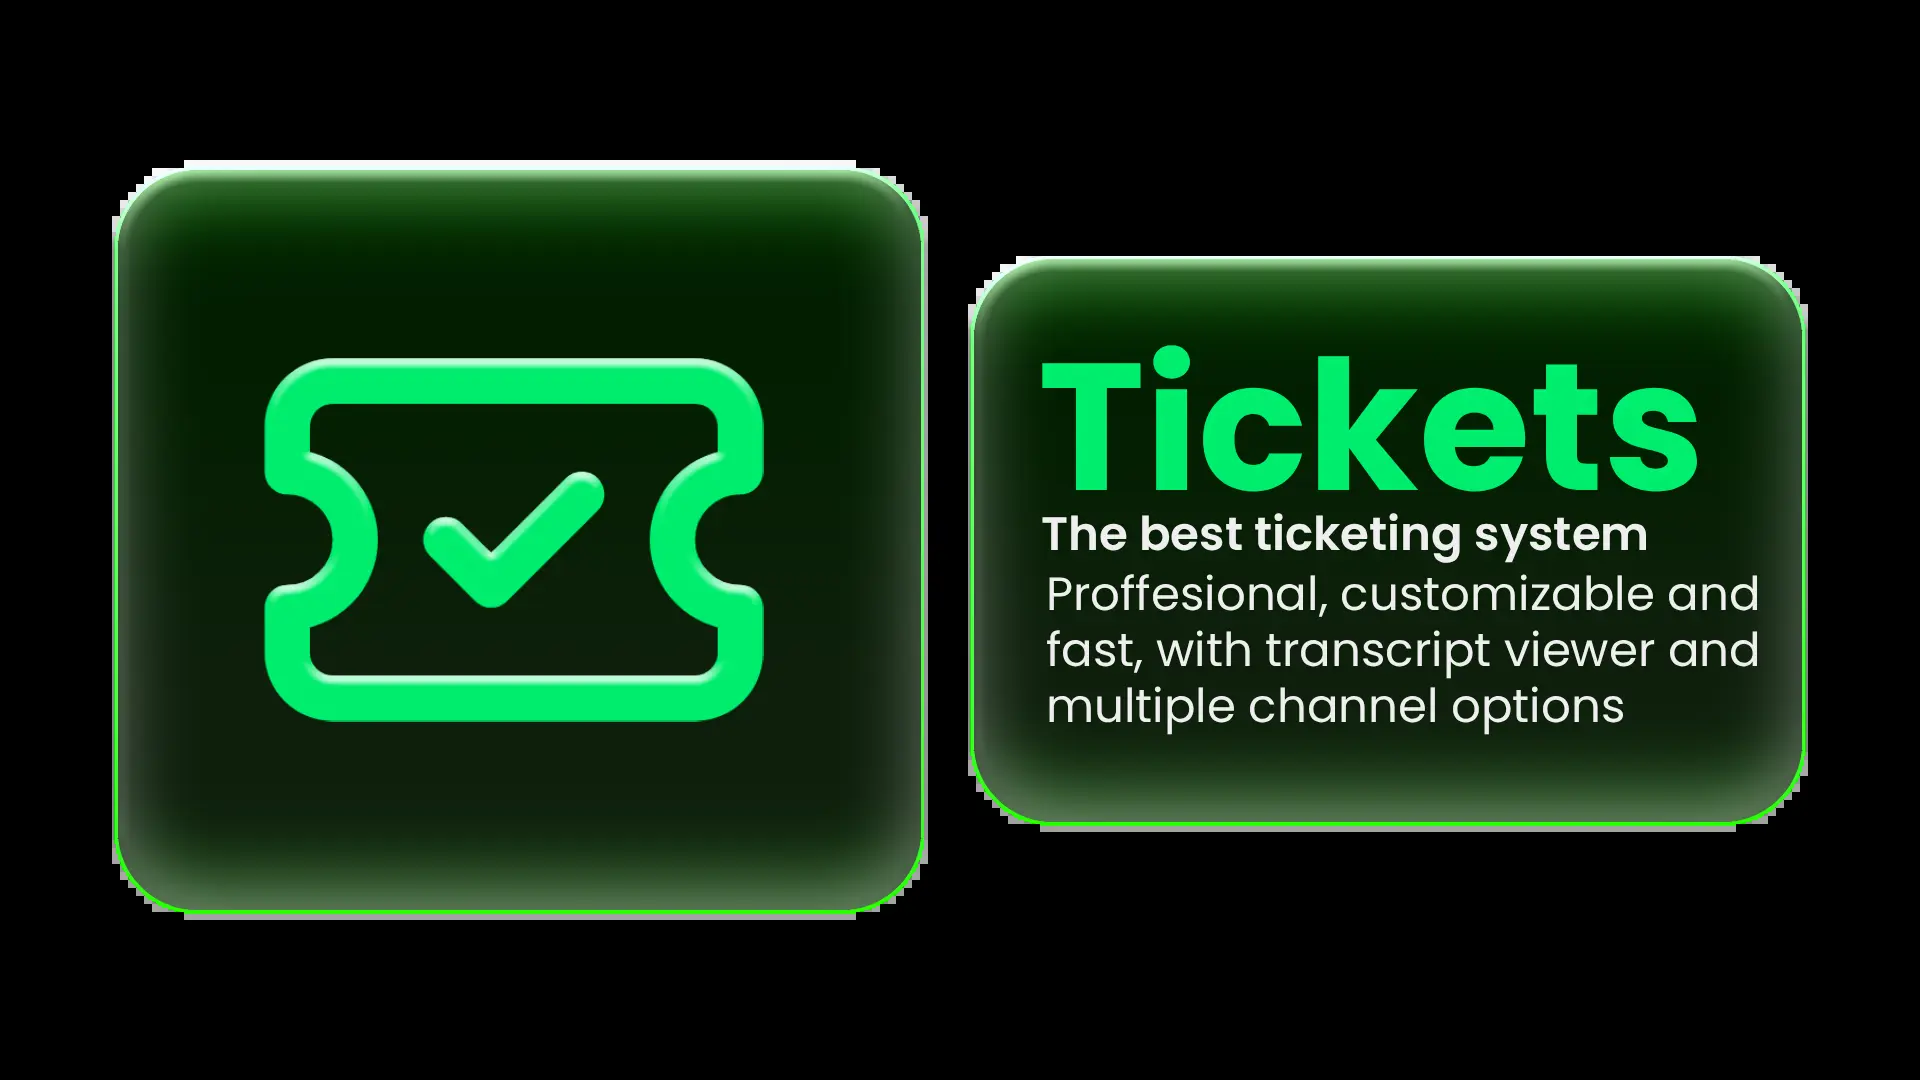 Tickets
The best ticketing system
Proffesional, customizable and
fast, with transcript viewer and
multiple channel options